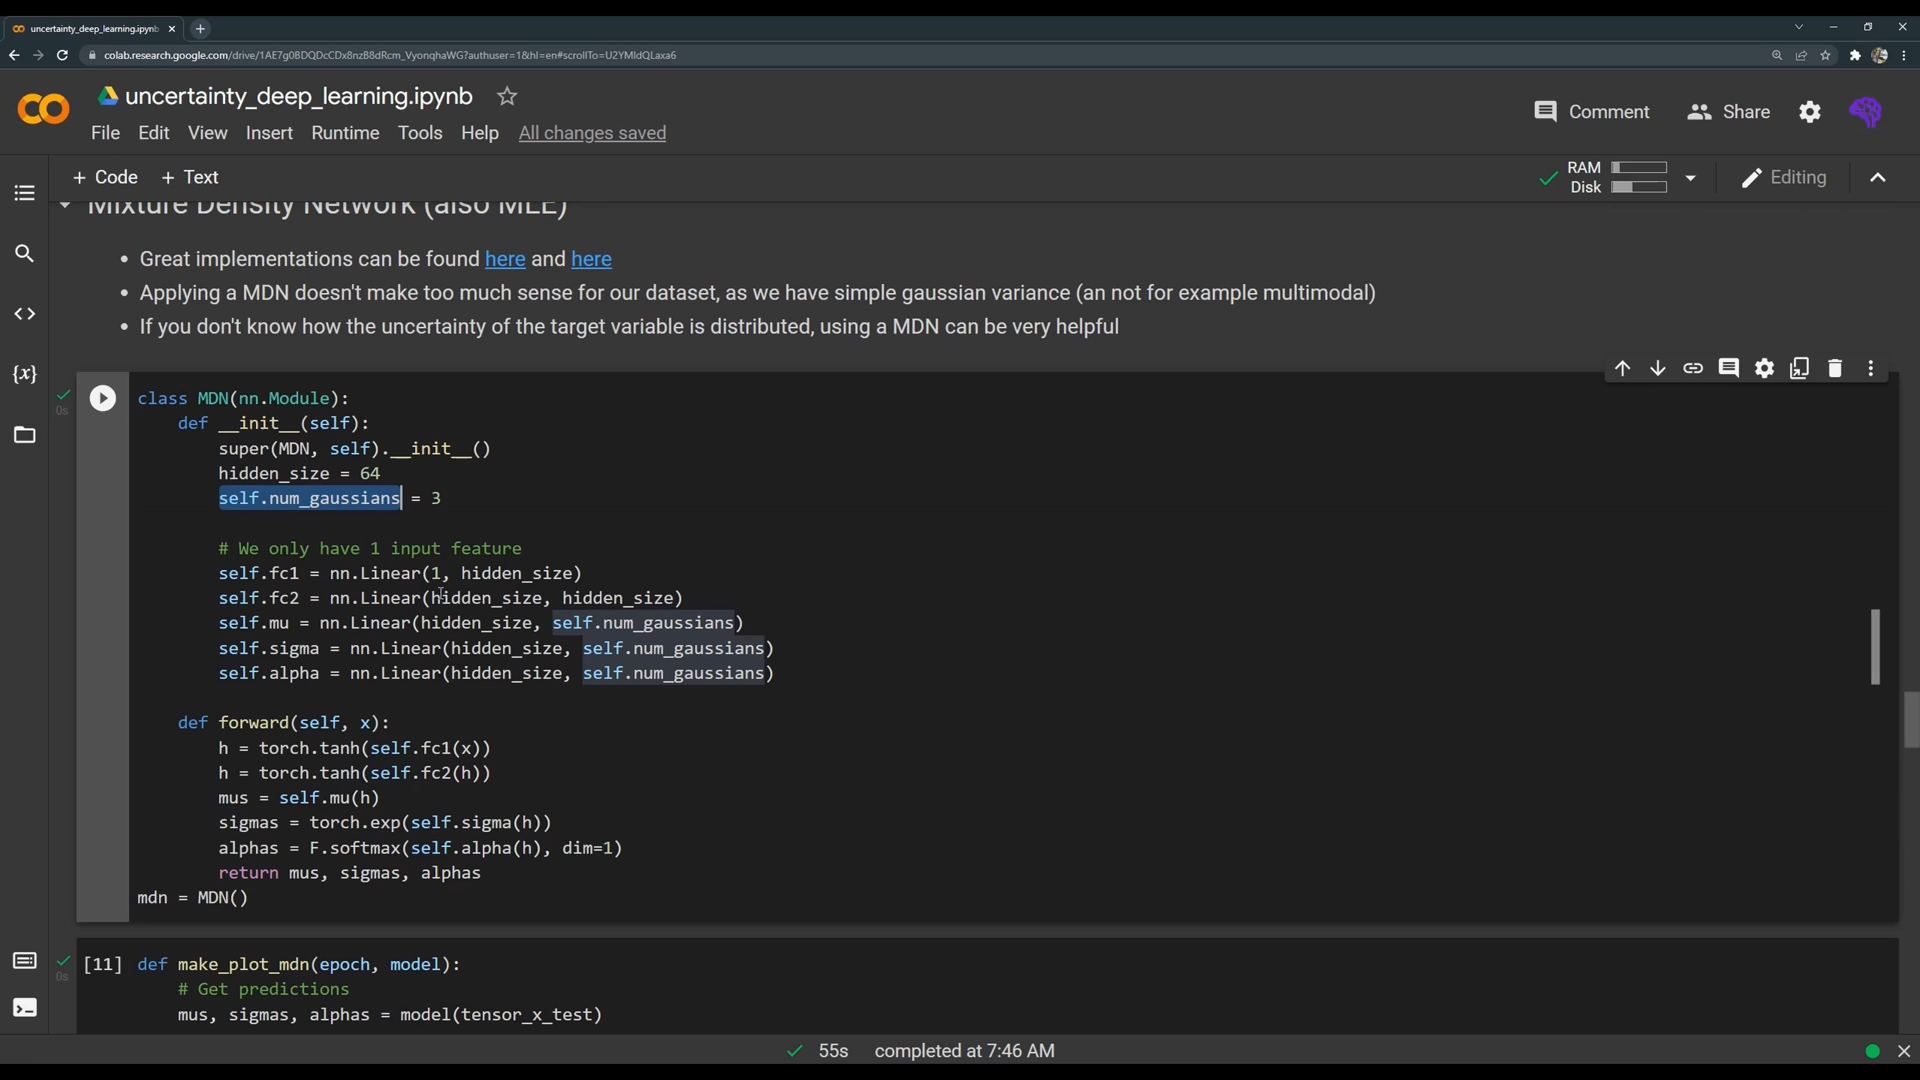 uncertainty_deep_learning.ipynb
colab.research.google.com/drive/1AE7g0BDQDcCDx8nzB8dRcm_VyonqhaWG?authuser=1&hl=en#scrollTo=U2YMldQLaxa6
uncertainty_deep_learning.ipynb
Comment Share
File Edit View Insert Runtime Tools Help All changes saved
+ Code + Text
RAM
Disk
Editing
Mixture Density Network (also MLE)
• Great implementations can be found here and here
• Applying a MDN doesn't make too much sense for our dataset, as we have simple gaussian variance (an not for example multimodal)
• If you don't know how the uncertainty of the target variable is distributed, using a MDN can be very helpful
{x}
0s
class MDN(nn.Module):
def __init__(self):
super(MDN, self).__init__()
hidden_size = 64
self.num_gaussians = 3
# We only have 1 input feature
self.fc1 = nn.Linear(1, hidden_size)
self.fc2 = nn.Linear(hidden_size, hidden_size)
self.mu = nn.Linear(hidden_size, self.num_gaussians)
self.sigma = nn.Linear(hidden_size, self.num_gaussians)
self.alpha = nn.Linear(hidden_size, self.num_gaussians)
def forward(self, x):
h = torch.tanh(self.fc1(x))
h = torch.tanh(self.fc2(h))
mus = self.mu(h)
sigmas = torch.exp(self.sigma(h))
alphas = F.softmax(self.alpha(h), dim=1)
return mus, sigmas, alphas
mdn = MDN()
0s
[11] def make_plot_mdn(epoch, model):
# Get predictions
mus, sigmas, alphas = model(tensor_x_test)
55s completed at 7:46 AM